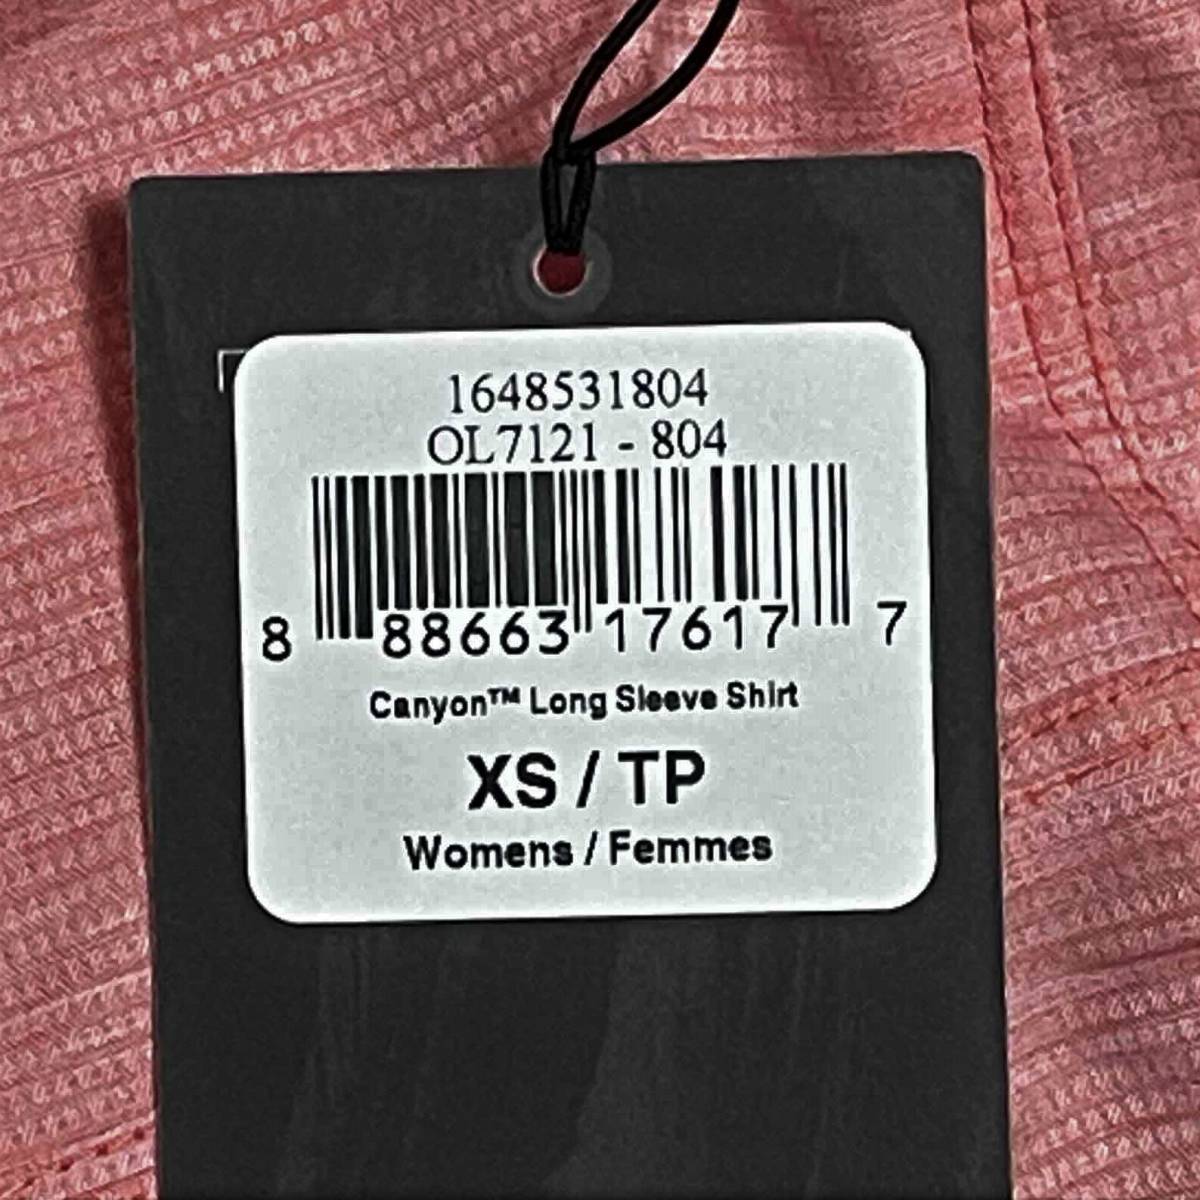 1648531804
OL7121 - 804
8 88663 17617 7
Canyon™ Long Sleeve Shirt
XS / TP
Womens / Femmes